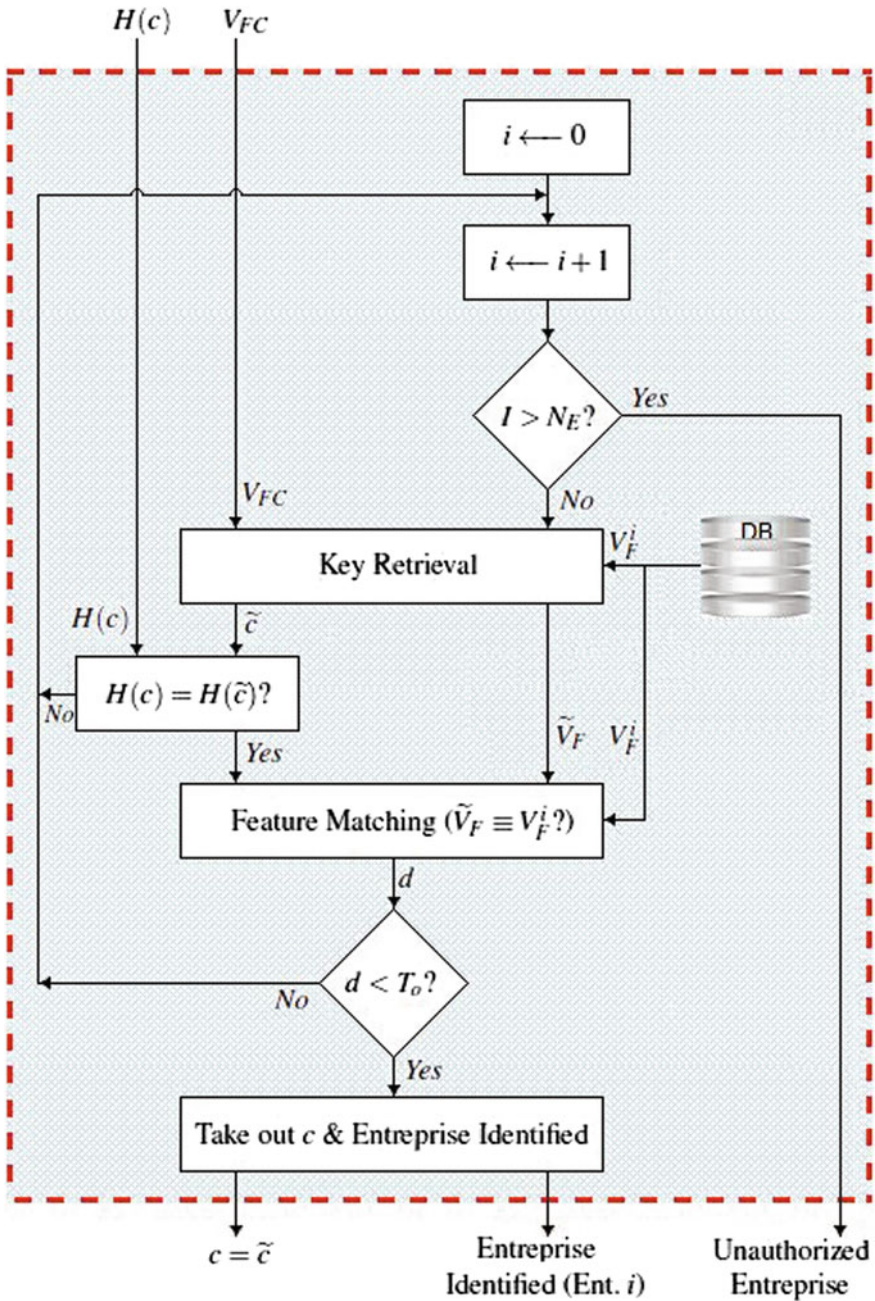 H(c) V_FC
i ⟵ 0
i ⟵ i + 1
I > N_E?
Yes
V_FC
No
DB
V_F^i
Key Retrieval
H(c)
c̃
H(c) = H(c̃)?
No
Ṽ_F V_F^i
Yes
Feature Matching (Ṽ_F ≡ V_F^i?)
d
d < T_o?
No
Yes
Take out c & Entreprise Identified
c = c̃
Entreprise
Identified (Ent. i)
Unauthorized
Entreprise